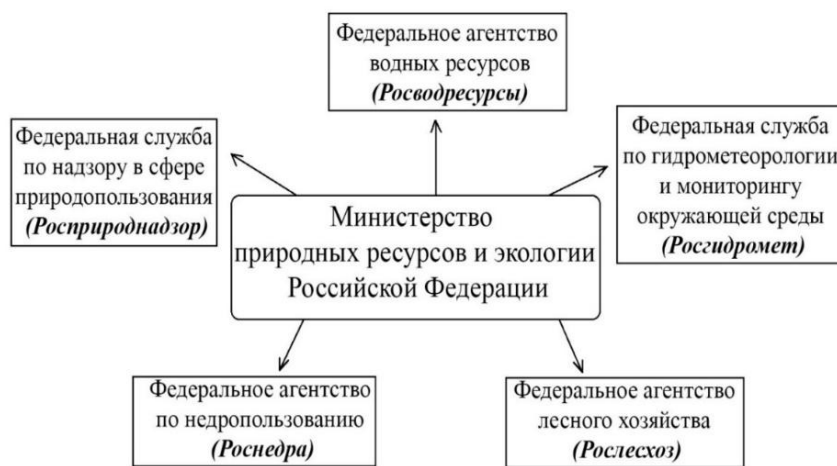 Федеральное агентство
водных ресурсов
(Росводресурсы)
Федеральная служба
по надзору в сфере
природопользования
(Росприроднадзор)
Федеральная служба
по гидрометеорологии
и мониторингу
окружающей среды
(Росгидромет)
Министерство
природных ресурсов и экологии
Российской Федерации
Федеральное агентство
по недропользованию
(Роснедра)
Федеральное агентство
лесного хозяйства
(Рослесхоз)